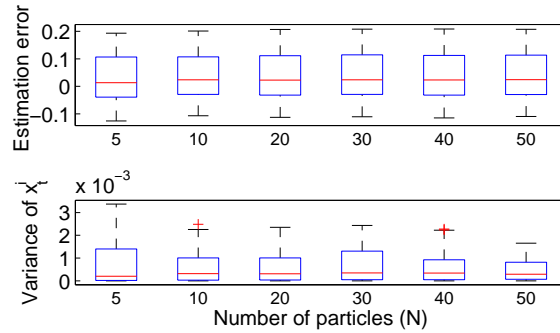 Estimation error
0.2
0.1
0
−0.1
5 10 20 30 40 50
Variance of x_t^i
x 10^−3
3
2
1
0
5 10 20 30 40 50
Number of particles (N)